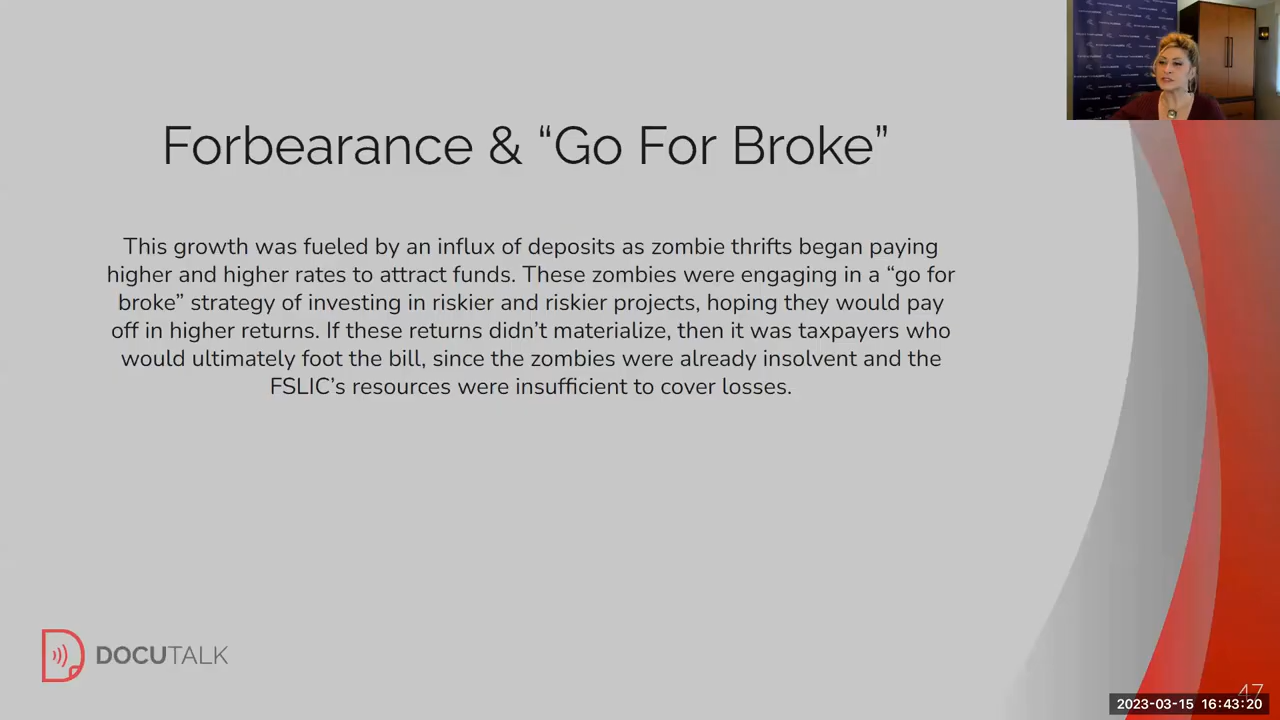 Forbearance & “Go For Broke”
This growth was fueled by an influx of deposits as zombie thrifts began paying
higher and higher rates to attract funds. These zombies were engaging in a “go for
broke” strategy of investing in riskier and riskier projects, hoping they would pay
off in higher returns. If these returns didn’t materialize, then it was taxpayers who
would ultimately foot the bill, since the zombies were already insolvent and the
FSLIC’s resources were insufficient to cover losses.
DOCUTALK
47
2023-03-15 16:43:20